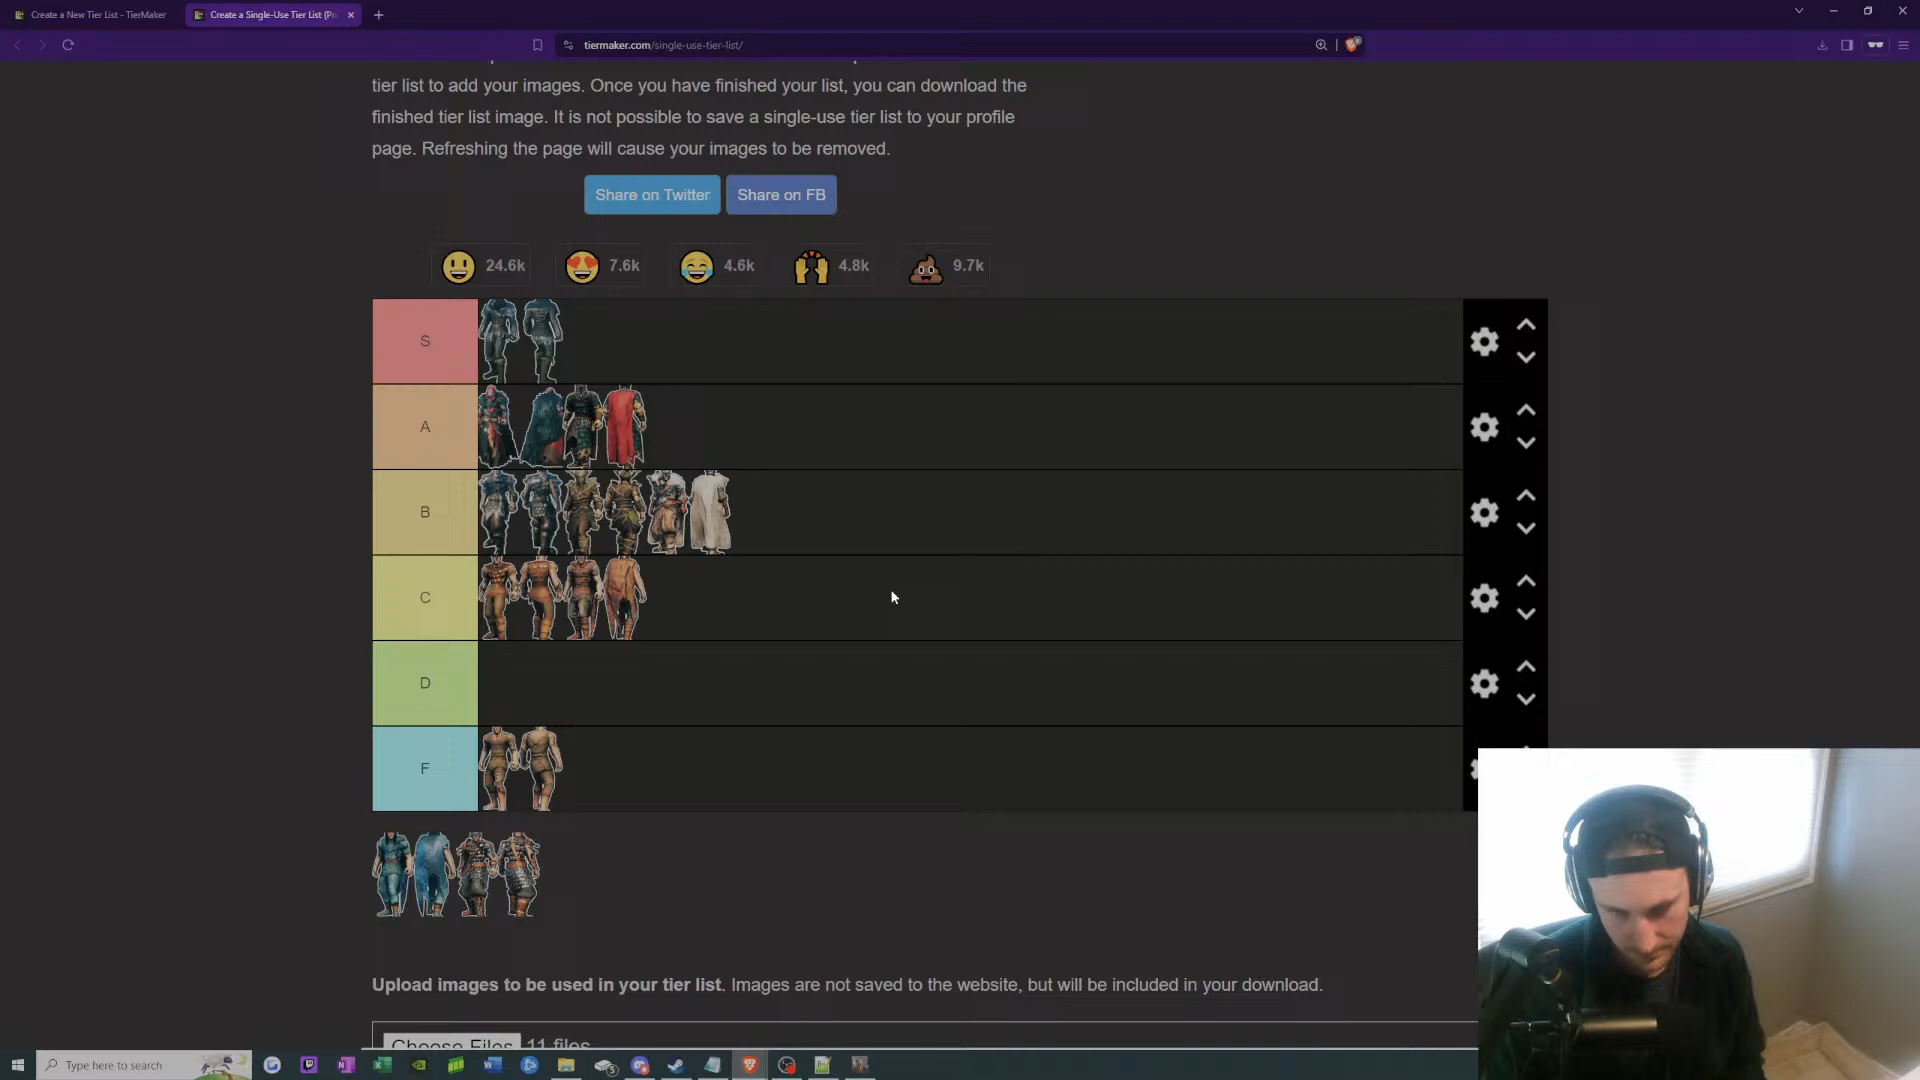 Create a New Tier List - TierMaker
Create a Single-Use Tier List (Pr
tiermaker.com/single-use-tier-list/
tier list to add your images. Once you have finished your list, you can download the
finished tier list image. It is not possible to save a single-use tier list to your profile
page. Refreshing the page will cause your images to be removed.
Share on Twitter
Share on FB
24.6k
7.6k
4.6k
4.8k
9.7k
S
A
B
C
D
F
Upload images to be used in your tier list. Images are not saved to the website, but will be included in your download.
Choose Files 11 files
Type here to search